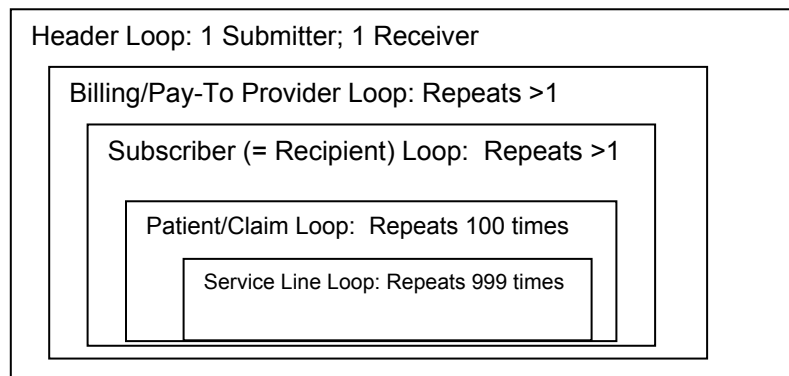 Header Loop: 1 Submitter; 1 Receiver
Billing/Pay-To Provider Loop: Repeats >1
Subscriber (= Recipient) Loop:  Repeats >1
Patient/Claim Loop:  Repeats 100 times
Service Line Loop: Repeats 999 times